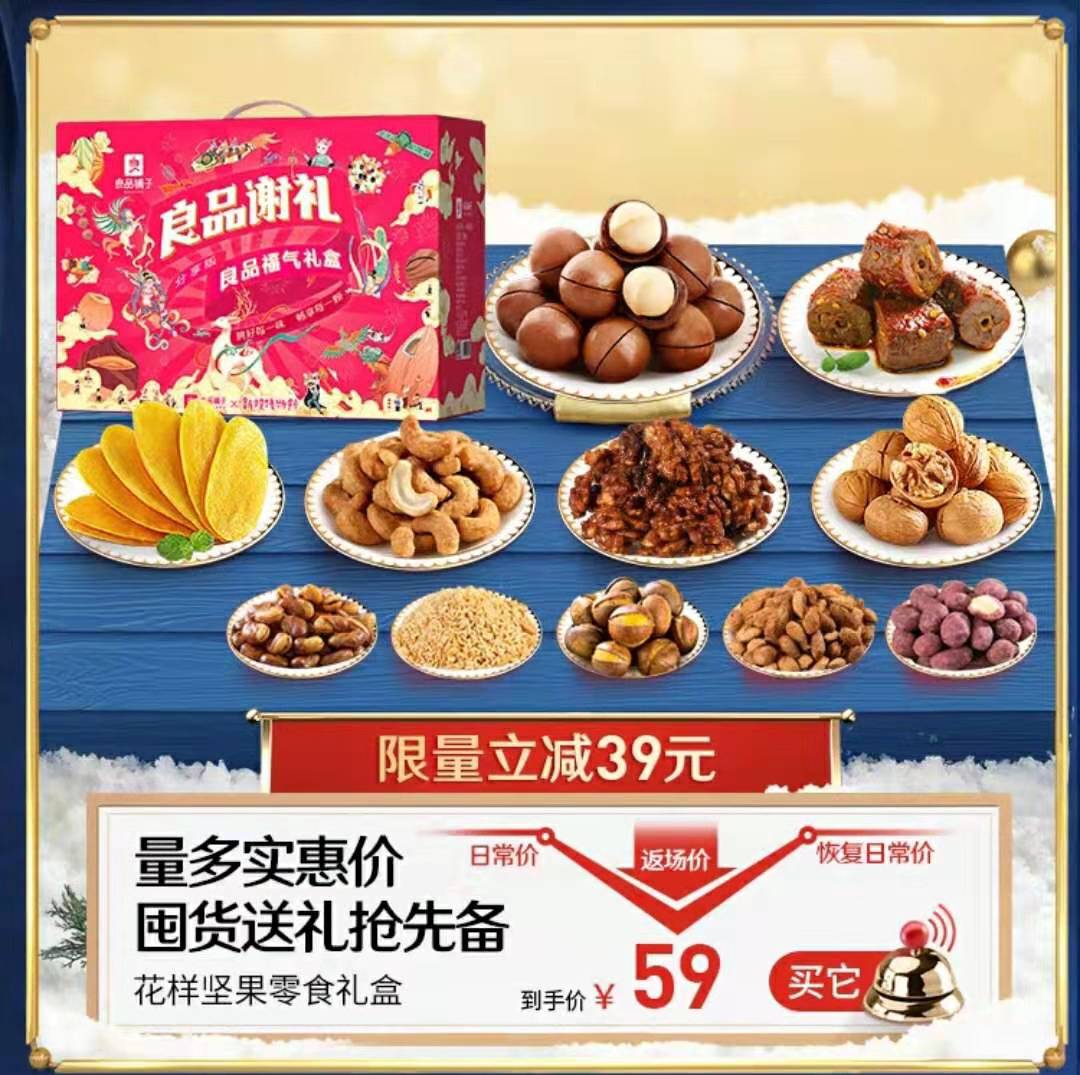 良品铺子
良品谢礼
分享版
良品福气礼盒
限量立减39元
量多实惠价
囤货送礼抢先备
花样坚果零食礼盒
日常价
返场价
恢复日常价
到手价¥59
买它